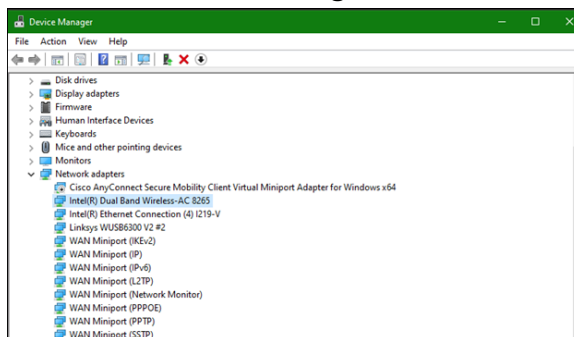 Device Manager
File Action View Help
Disk drives
Display adapters
Firmware
Human Interface Devices
Keyboards
Mice and other pointing devices
Monitors
Network adapters
Cisco AnyConnect Secure Mobility Client Virtual Miniport Adapter for Windows x64
Intel(R) Dual Band Wireless-AC 8265
Intel(R) Ethernet Connection (4) I219-V
Linksys WUSB6300 V2 #2
WAN Miniport (IKEv2)
WAN Miniport (IP)
WAN Miniport (IPv6)
WAN Miniport (L2TP)
WAN Miniport (Network Monitor)
WAN Miniport (PPPOE)
WAN Miniport (PPTP)
WAN Miniport (SSTP)